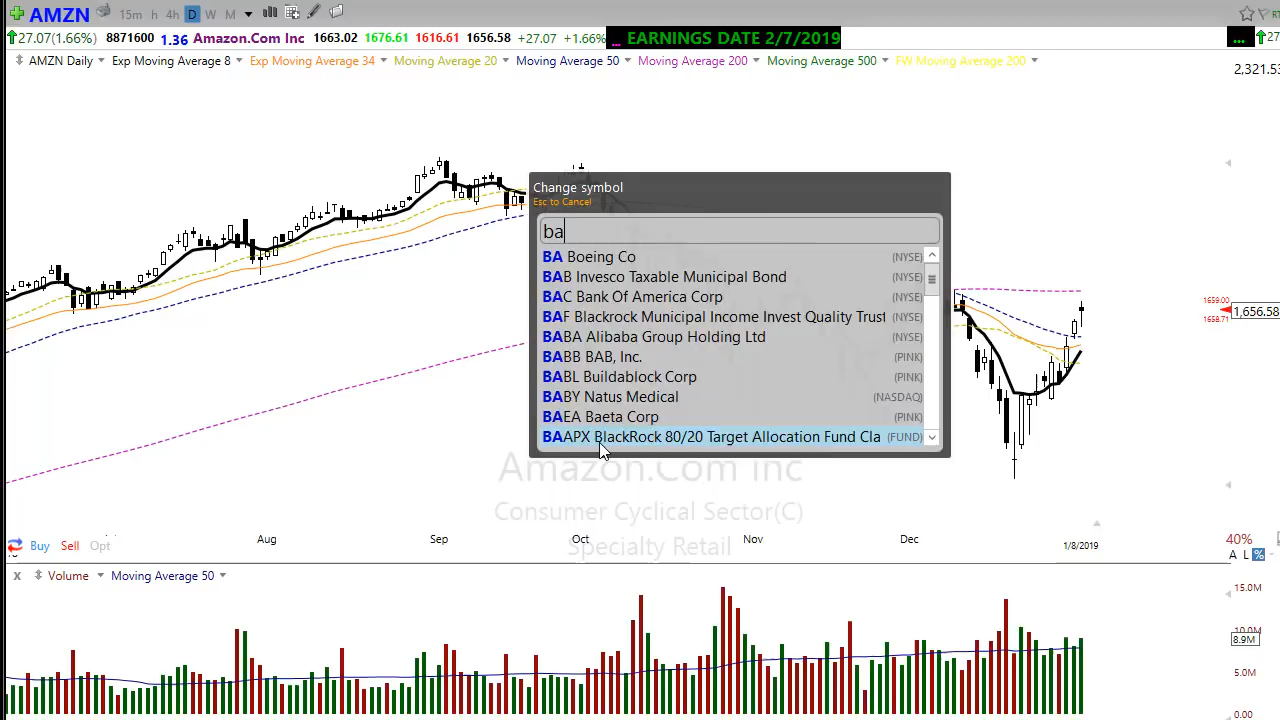 AMZN 15m h 4h D W M
27.07(1.66%) 8871600 1.36 Amazon.Com Inc 1663.02 1676.61 1616.61 1656.58 +27.07 +1.66% ... EARNINGS DATE 2/7/2019 ... +27
AMZN Daily Exp Moving Average 8 Exp Moving Average 34 Moving Average 20 Moving Average 50 Moving Average 200 Moving Average 500 FW Moving Average 200
2,321.53
Change symbol
Esc to Cancel
ba
BA Boeing Co (NYSE)
BAB Invesco Taxable Municipal Bond (NYSE)
BAC Bank Of America Corp (NYSE)
BAF Blackrock Municipal Income Invest Quality Trust (NYSE)
BABA Alibaba Group Holding Ltd (NYSE)
BABB BAB, Inc. (PINK)
BABL Buildablock Corp (PINK)
BABY Natus Medical (NASDAQ)
BAEA Baeta Corp (PINK)
BAAPX BlackRock 80/20 Target Allocation Fund Cla (FUND)
1659.00
1,656.58
1658.71
Amazon.Com Inc
Consumer Cyclical Sector(C)
Specialty Retail
Aug Sep Oct Nov Dec 1/8/2019
40%
Buy Sell Opt
A L %
X Volume Moving Average 50
15.0M
10.0M
8.9M
5.0M
0.00